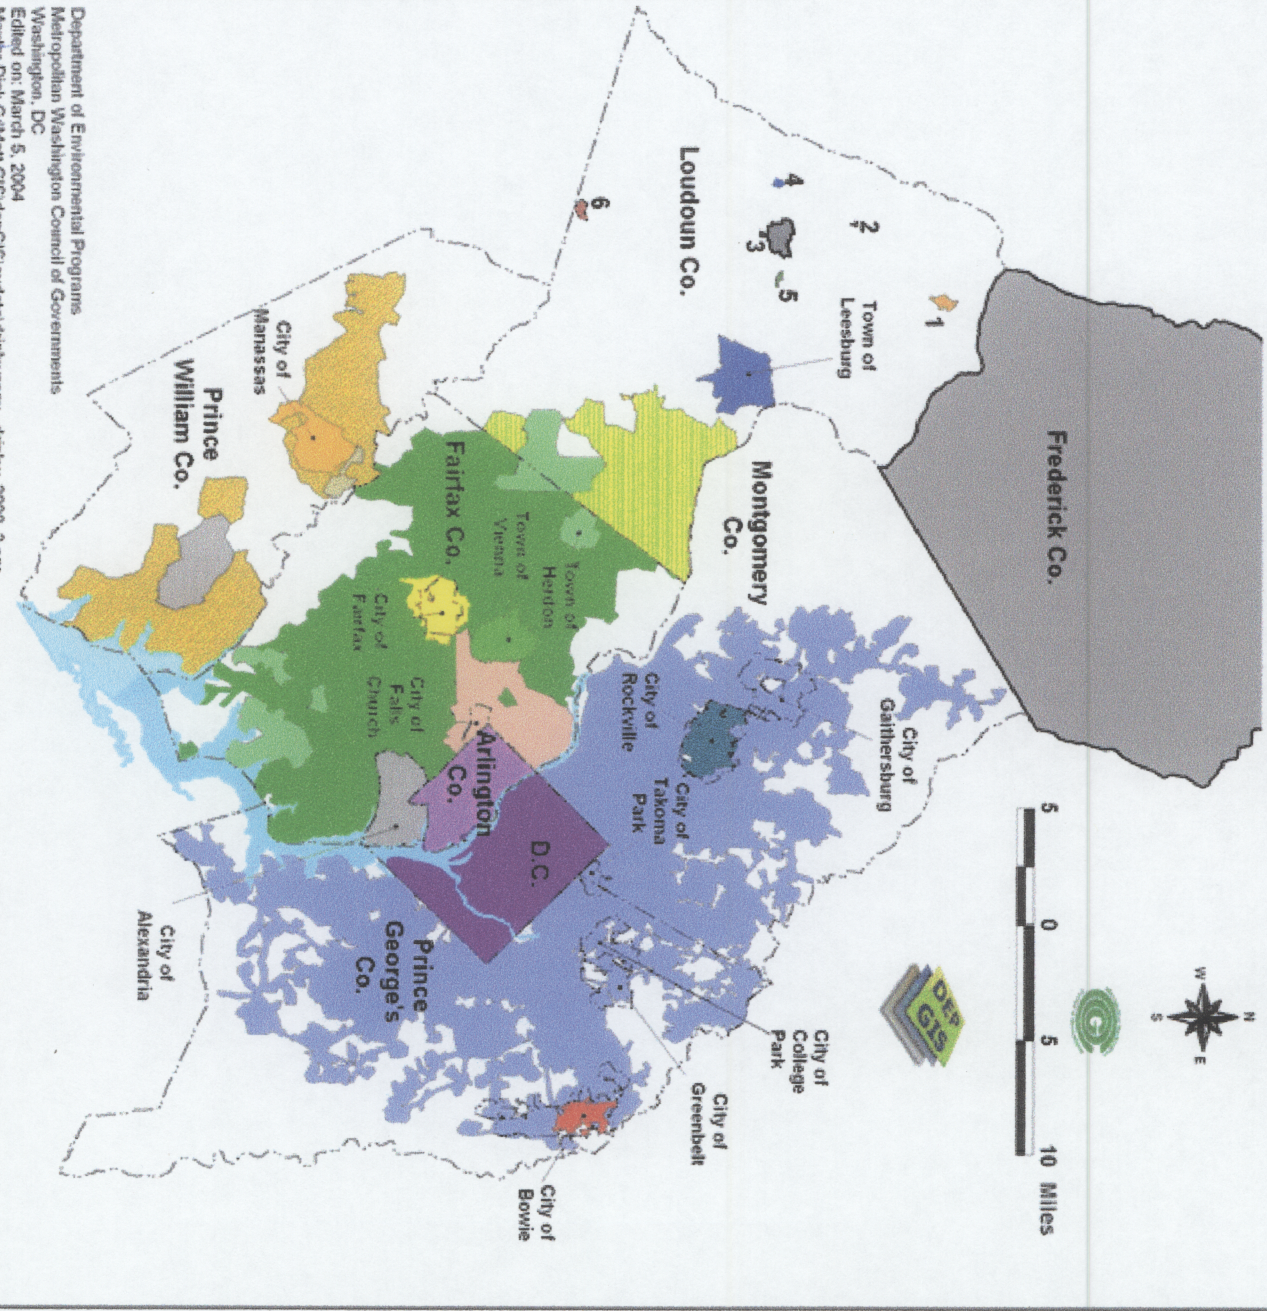 Frederick Co.
1
Town of
Leesburg
2
3
4
5
6
Loudoun Co.
Montgomery
Co.
City of
Gaithersburg
City of
Rockville
City of
Takoma
Park
Town of
Herdon
Town of
Vienna
Fairfax Co.
City of
Fairfax
City of
Falls
Church
Arlington
Co.
D.C.
City of
Manassas
Prince
William Co.
Prince
George's
Co.
City of
Alexandria
City of
College
Park
City of
Greenbelt
City of
Bowie
5 0 5 10 Miles
N
W E
S
DEP
GIS
Department of Environmental Programs
Metropolitan Washington Council of Governments
Washington, DC
Edited on: March 5, 2004